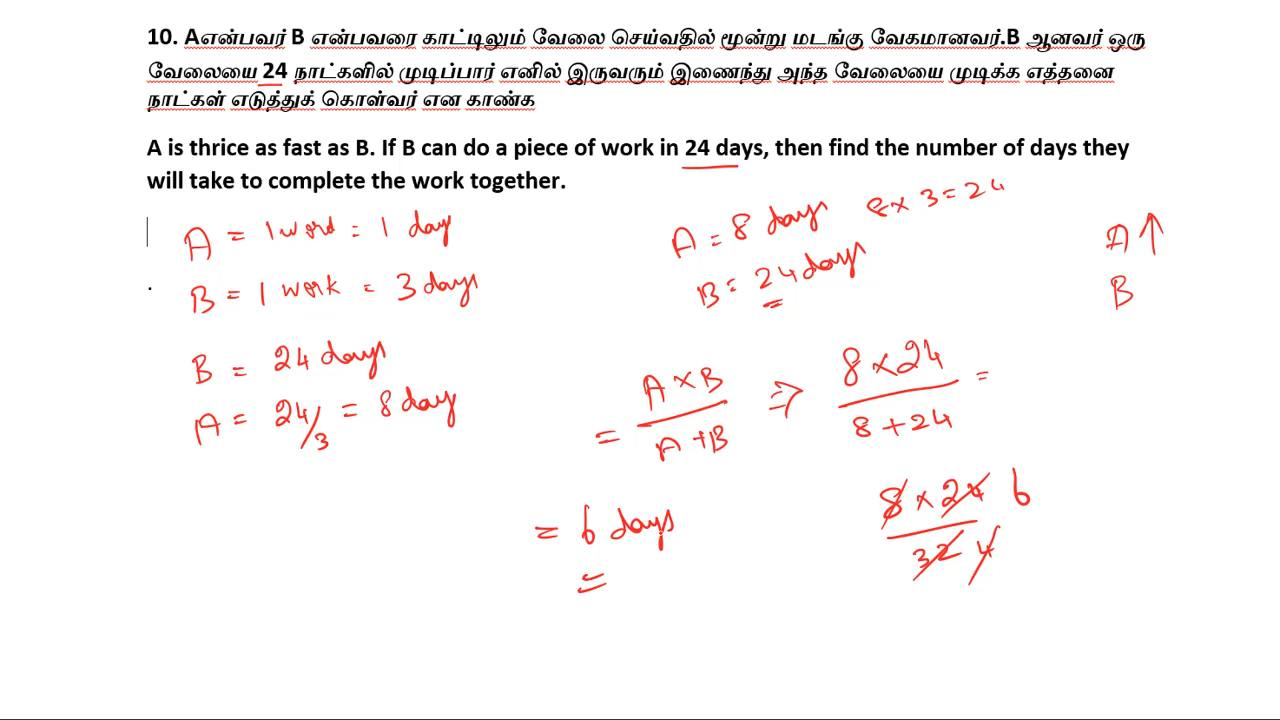 10. Aஎன்பவர் B என்பவரை காட்டிலும் வேலை செய்வதில் மூன்று மடங்கு வேகமானவர்.B ஆனவர் ஒரு
வேலையை 24 நாட்களில் முடிப்பார் எனில் இருவரும் இணைந்து அந்த வேலையை முடிக்க எத்தனை
நாட்கள் எடுத்துக் கொள்வர் என காண்க
A is thrice as fast as B. If B can do a piece of work in 24 days, then find the number of days they
will take to complete the work together.
A = 1 work = 1 day
B = 1 work = 3 days
B = 24 days
A = 24/3 = 8 day
A = 8 days 8 x 3 = 24
B = 24 days
A ↑
B
= A x B / A + B ⇒ 8 x 24 / 8 + 24 =
8 x 24 6
32 4
= 6 days